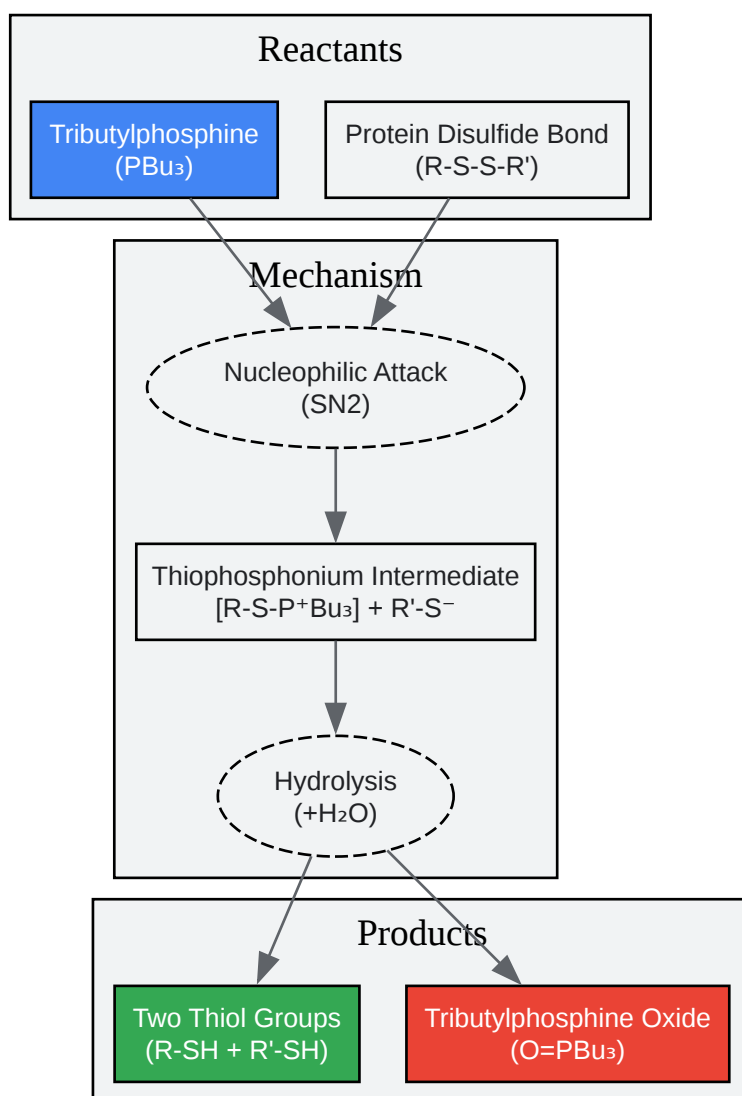 Reactants
Tributylphosphine
(PBu₃)
Protein Disulfide Bond
(R-S-S-R')
Mechanism
Nucleophilic Attack
(SN2)
Thiophosphonium Intermediate
[R-S-P⁺Bu₃] + R'-S⁻
Hydrolysis
(+H₂O)
Products
Two Thiol Groups
(R-SH + R'-SH)
Tributylphosphine Oxide
(O=PBu₃)